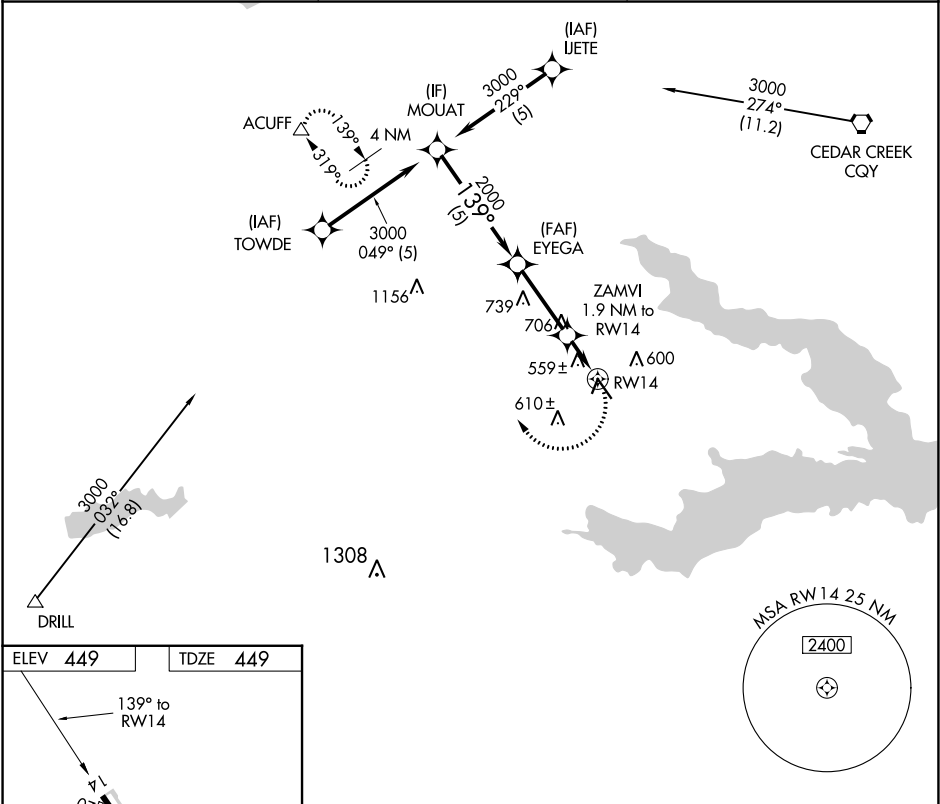 (IAF)
IJETE
3000
229°
(5)
(IF)
MOUAT
3000
274°
(11.2)
CEDAR CREEK
CQY
ACUFF
139°
4 NM
319°
(IAF)
TOWDE
3000
049° (5)
2000
139°
(5)
(FAF)
EYEGA
1156
739
ZAMVI
1.9 NM to
RW14
706
559±
600
RW14
610±
3000
032°
(16.8)
DRILL
1308
MSA RW14 25 NM
2400
ELEV 449
TDZE 449
139° to
RW14
14